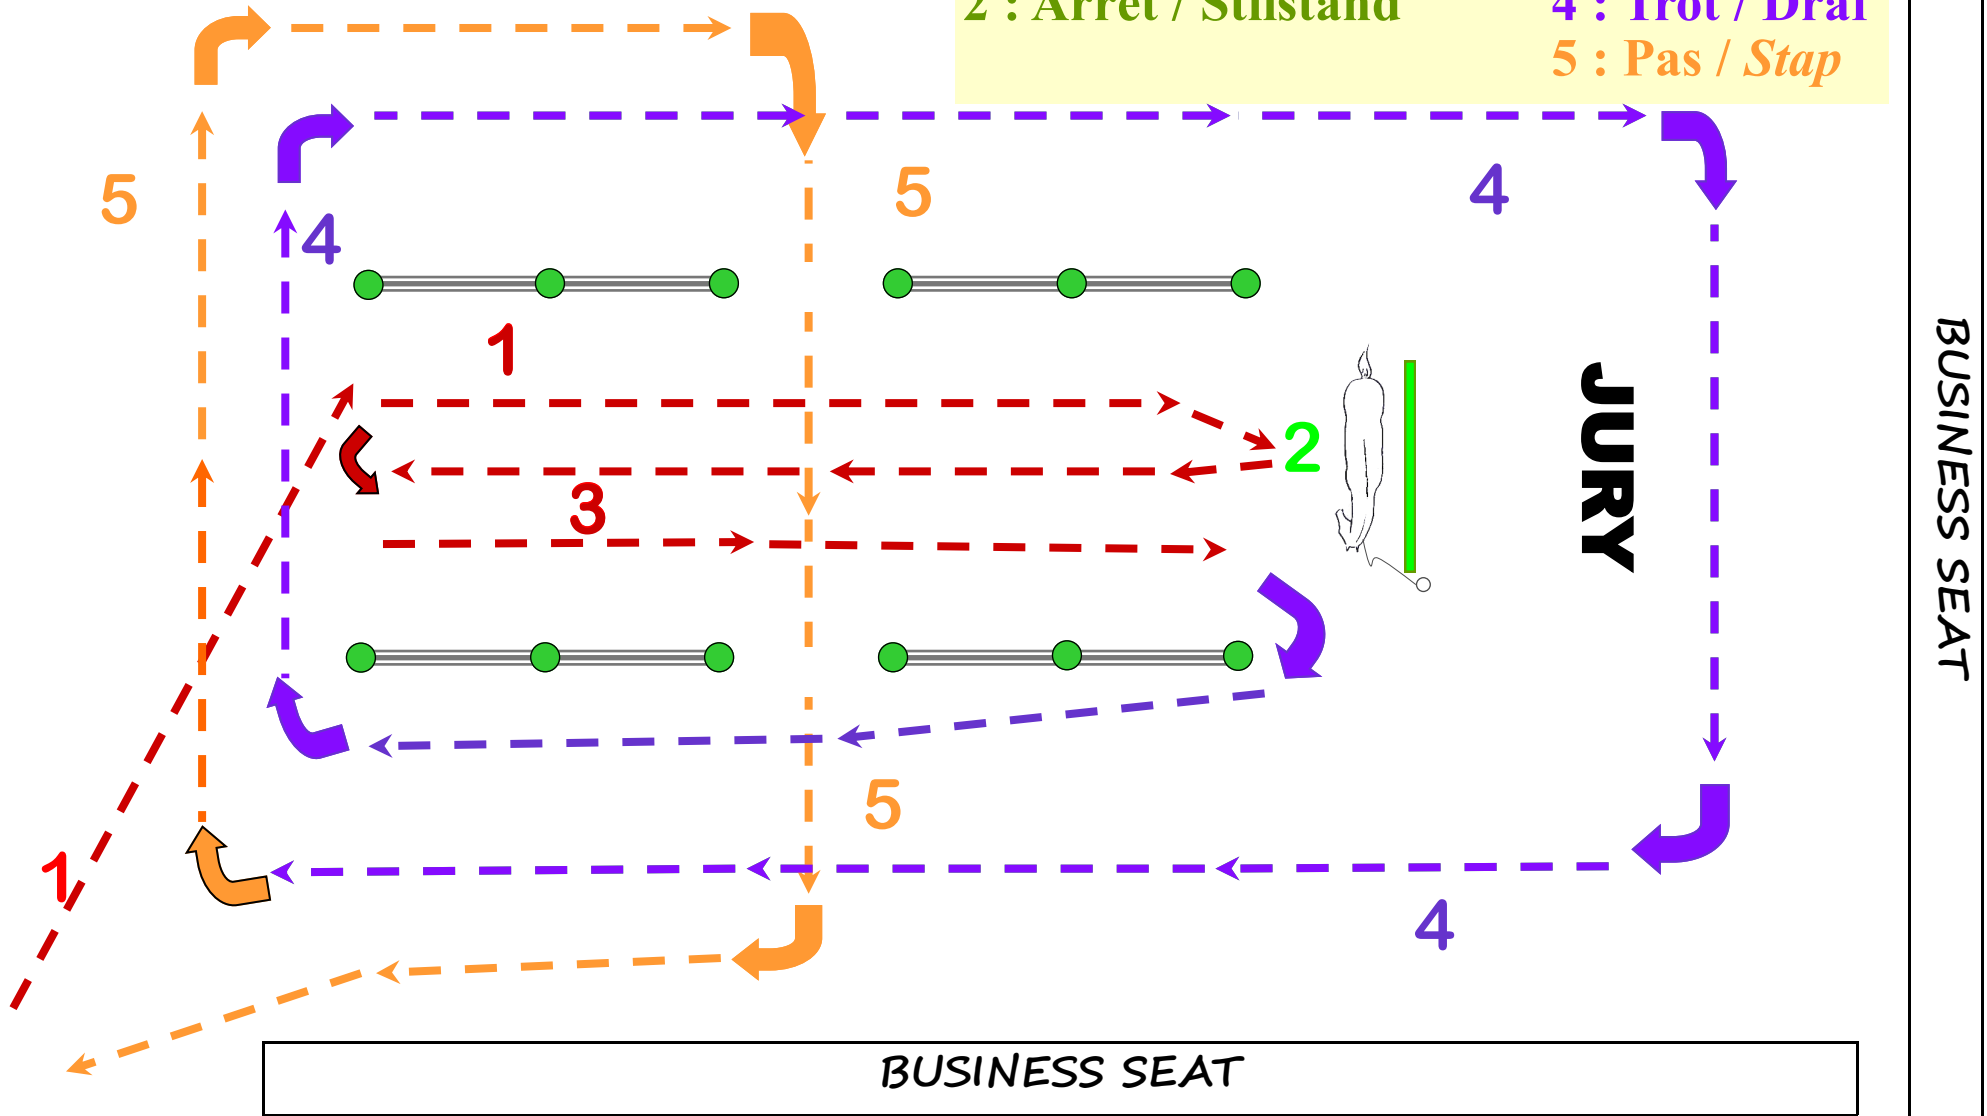 2 : Arrêt / Stilstand
4 : Trot / Draf
5 : Pas / Stap
5
5
4
4
1
2
3
JURY
BUSINESS SEAT
5
1
4
BUSINESS SEAT